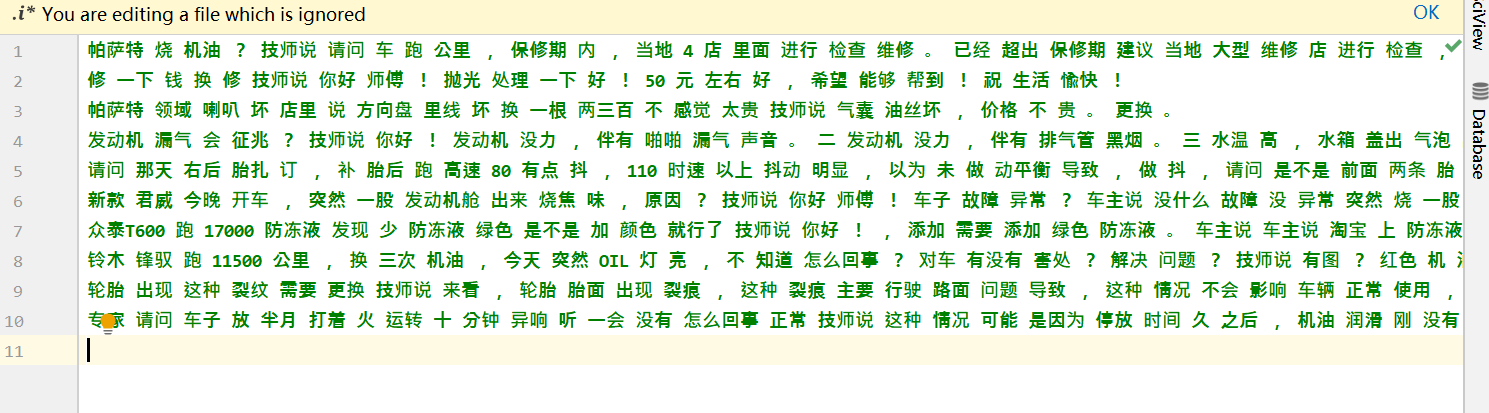 .i* You are editing a file which is ignored OK
1 帕萨特 烧 机油 ? 技师说 请问 车 跑 公里 , 保修期 内 , 当地 4 店 里面 进行 检查 维修 。 已经 超出 保修期 建议 当地 大型 维修 店 进行 检查 ,
2 修 一下 钱 换 修 技师说 你好 师傅 ! 抛光 处理 一下 好 ! 50 元 左右 好 , 希望 能够 帮到 ! 祝 生活 愉快 !
3 帕萨特 领域 喇叭 坏 店里 说 方向盘 里线 坏 换 一根 两三百 不 感觉 太贵 技师说 气囊 油丝坏 , 价格 不 贵 。 更换 。
4 发动机 漏气 会 征兆 ? 技师说 你好 ! 发动机 没力 , 伴有 啪啪 漏气 声音 。 二 发动机 没力 , 伴有 排气管 黑烟 。 三 水温 高 , 水箱 盖出 气泡
5 请问 那天 右后 胎扎 订 , 补 胎后 跑 高速 80 有点 抖 , 110 时速 以上 抖动 明显 , 以为 未 做 动平衡 导致 , 做 抖 , 请问 是不是 前面 两条 胎
6 新款 君威 今晚 开车 , 突然 一股 发动机舱 出来 烧焦 味 , 原因 ? 技师说 你好 师傅 ! 车子 故障 异常 ? 车主说 没什么 故障 没 异常 突然 烧 一股
7 众泰T600 跑 17000 防冻液 发现 少 防冻液 绿色 是不是 加 颜色 就行了 技师说 你好 ! , 添加 需要 添加 绿色 防冻液 。 车主说 车主说 淘宝 上 防冻液
8 铃木 锋驭 跑 11500 公里 , 换 三次 机油 , 今天 突然 OIL 灯 亮 , 不 知道 怎么回事 ? 对车 有没有 害处 ? 解决 问题 ? 技师说 有图 ? 红色 机
9 轮胎 出现 这种 裂纹 需要 更换 技师说 来看 , 轮胎 胎面 出现 裂痕 , 这种 裂痕 主要 行驶 路面 问题 导致 , 这种 情况 不会 影响 车辆 正常 使用 ,
10 专家 请问 车子 放 半月 打着 火 运转 十 分钟 异响 听 一会 没有 怎么回事 正常 技师说 这种 情况 可能 是因为 停放 时间 久 之后 , 机油 润滑 刚 没有
11
SciView
Database